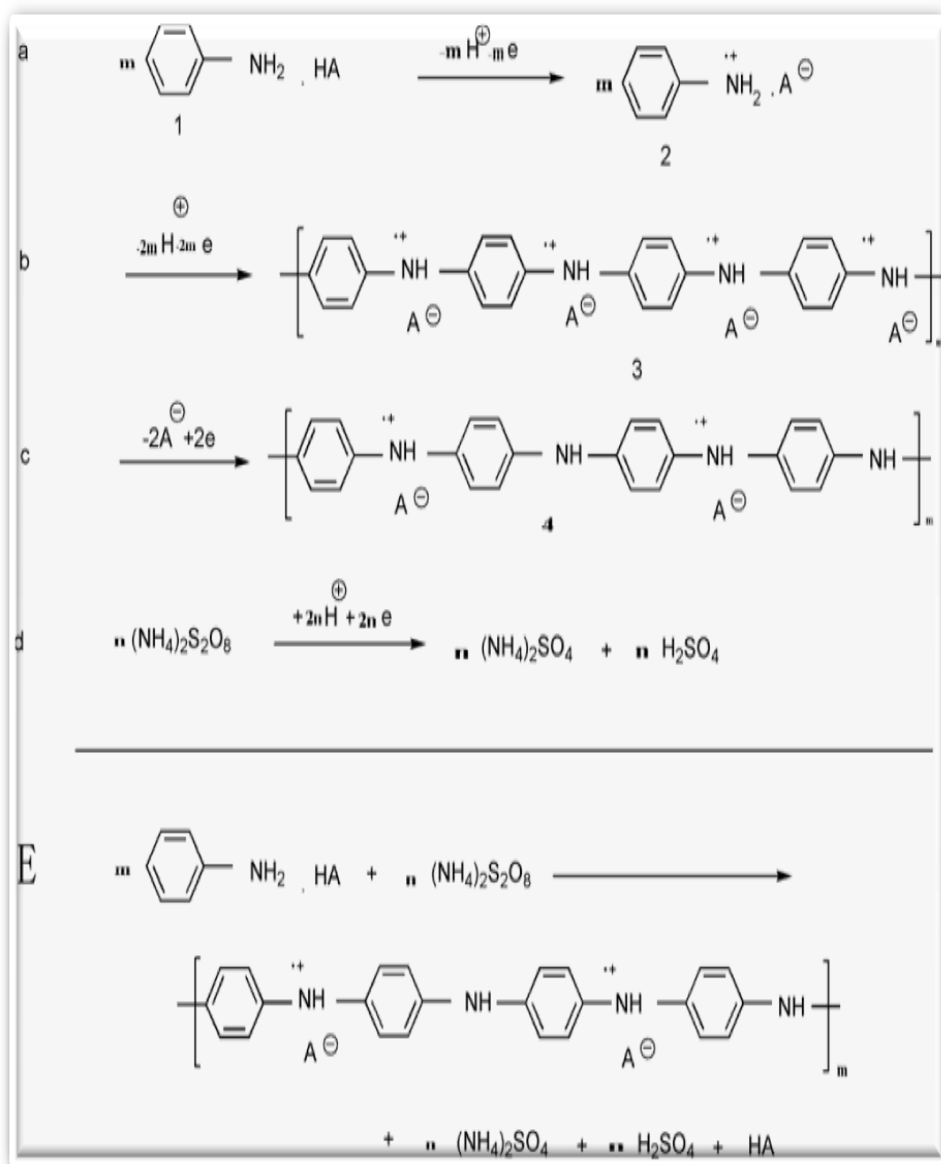 a
m NH₂ . HA -m H⊕ -m e m NH₂ . A⊖
1
2
b
-2m H⊕ -2m e
NH NH NH NH
A⊖ A⊖ A⊖ A⊖
3
c
-2A⊖ +2e
NH NH NH NH m
A⊖ A⊖
4
d
n (NH₄)₂S₂O₈ +2n H⊕ +2n e n (NH₄)₂SO₄ + n H₂SO₄
E
m NH₂ . HA + n (NH₄)₂S₂O₈
NH NH NH NH m
A⊖ A⊖
+ n (NH₄)₂SO₄ + n H₂SO₄ + HA